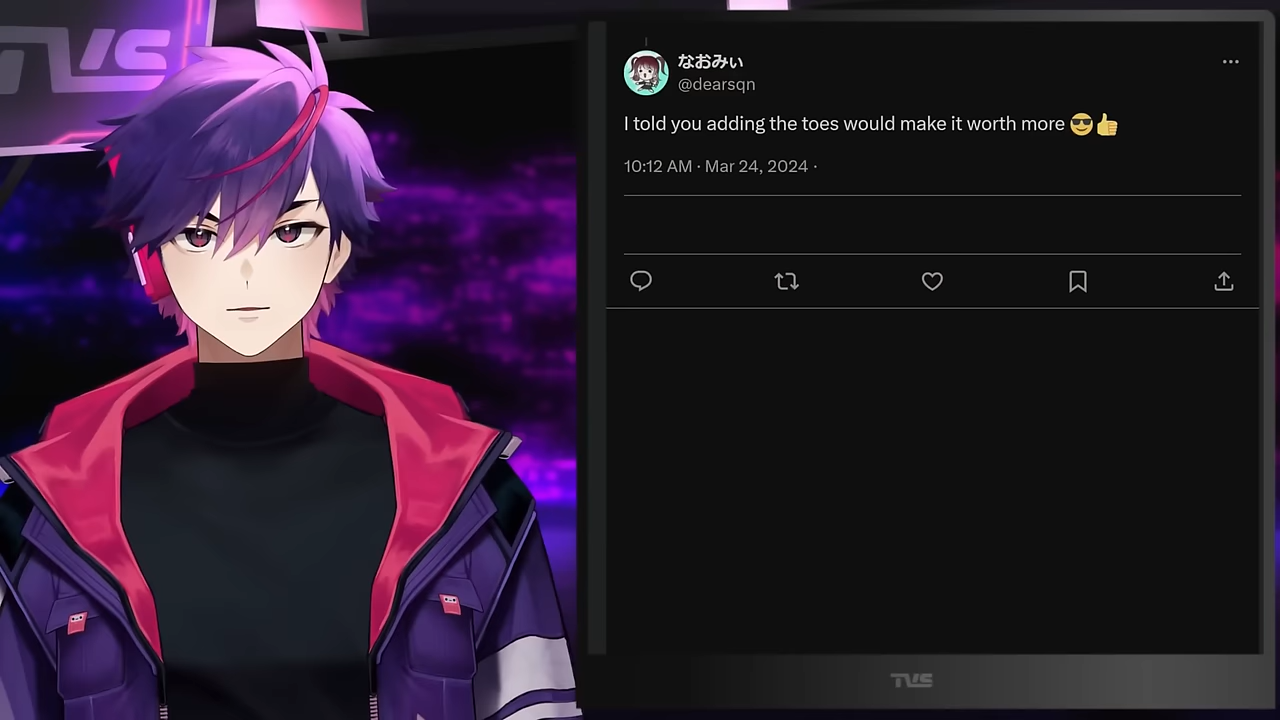 TVS
なおみぃ
@dearsqn
I told you adding the toes would make it worth more 😎👍
10:12 AM · Mar 24, 2024 ·
TVS